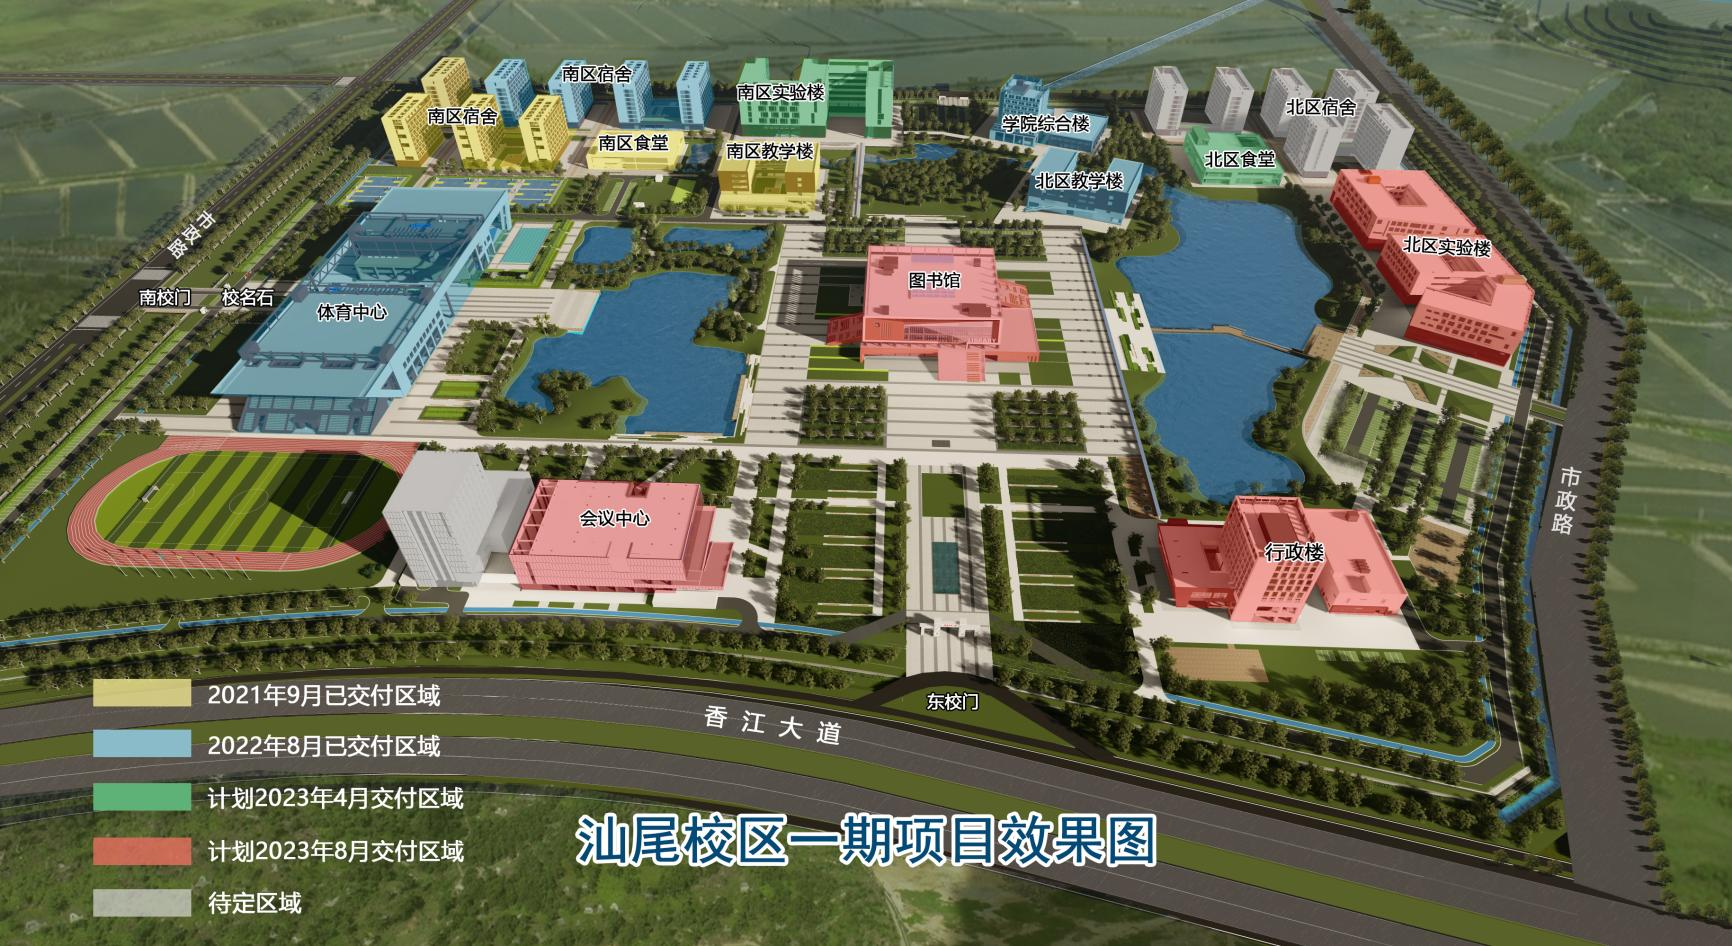 南区宿舍
南区宿舍
南区实验楼
南区食堂
南区教学楼
学院综合楼
北区教学楼
北区宿舍
北区食堂
北区实验楼
市政路
南校门
校名石
体育中心
图书馆
会议中心
行政楼
市政路
东校门
香江大道
2021年9月已交付区域
2022年8月已交付区域
计划2023年4月交付区域
计划2023年8月交付区域
待定区域
汕尾校区一期项目效果图